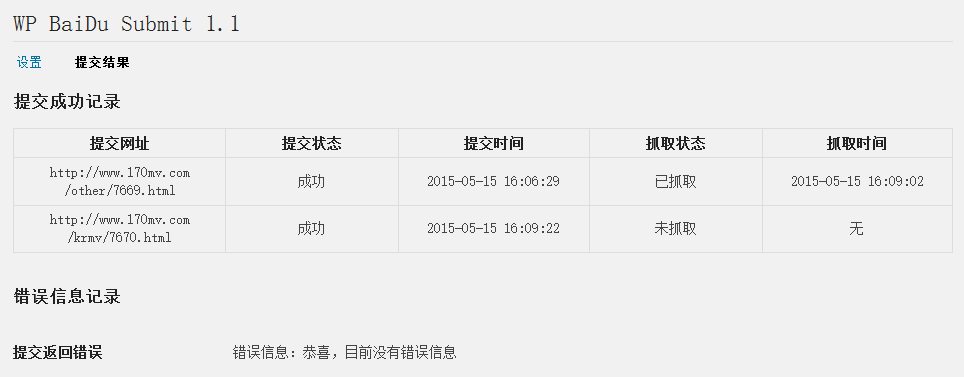 WP BaiDu Submit 1.1
设置 提交结果
提交成功记录
提交网址 提交状态 提交时间 抓取状态 抓取时间
http://www.170mv.com
/other/7669.html 成功 2015-05-15 16:06:29 已抓取 2015-05-15 16:09:02
http://www.170mv.com
/krmv/7670.html 成功 2015-05-15 16:09:22 未抓取 无
错误信息记录
提交返回错误 错误信息：恭喜，目前没有错误信息